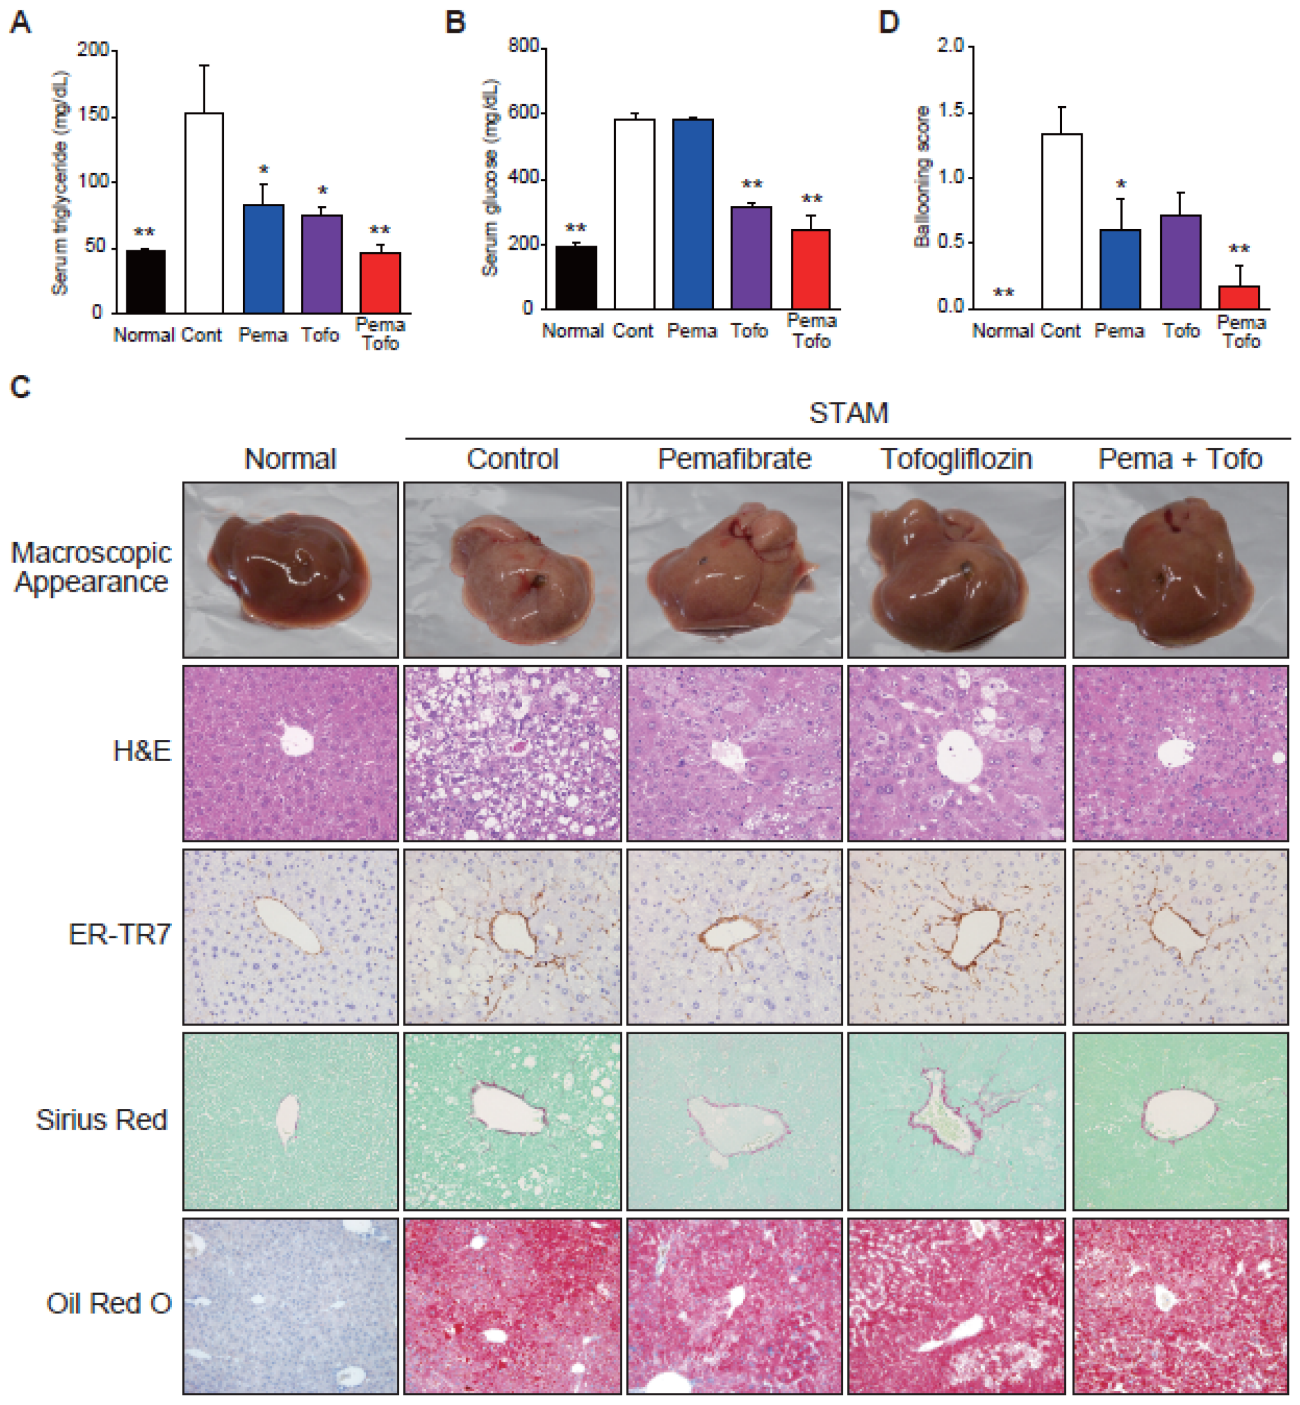 A
Serum triglyceride (mg/dL)
200
150
100
50
0
**
*
*
**
Normal Cont Pema Tofo Pema Tofo
B
Serum glucose (mg/dL)
800
600
400
200
0
**
**
**
Normal Cont Pema Tofo Pema Tofo
D
Ballooning score
2.0
1.5
1.0
0.5
0.0
**
*
**
Normal Cont Pema Tofo Pema Tofo
C
STAM
Normal Control Pemafibrate Tofogliflozin Pema + Tofo
Macroscopic
Appearance
H&E
ER-TR7
Sirius Red
Oil Red O